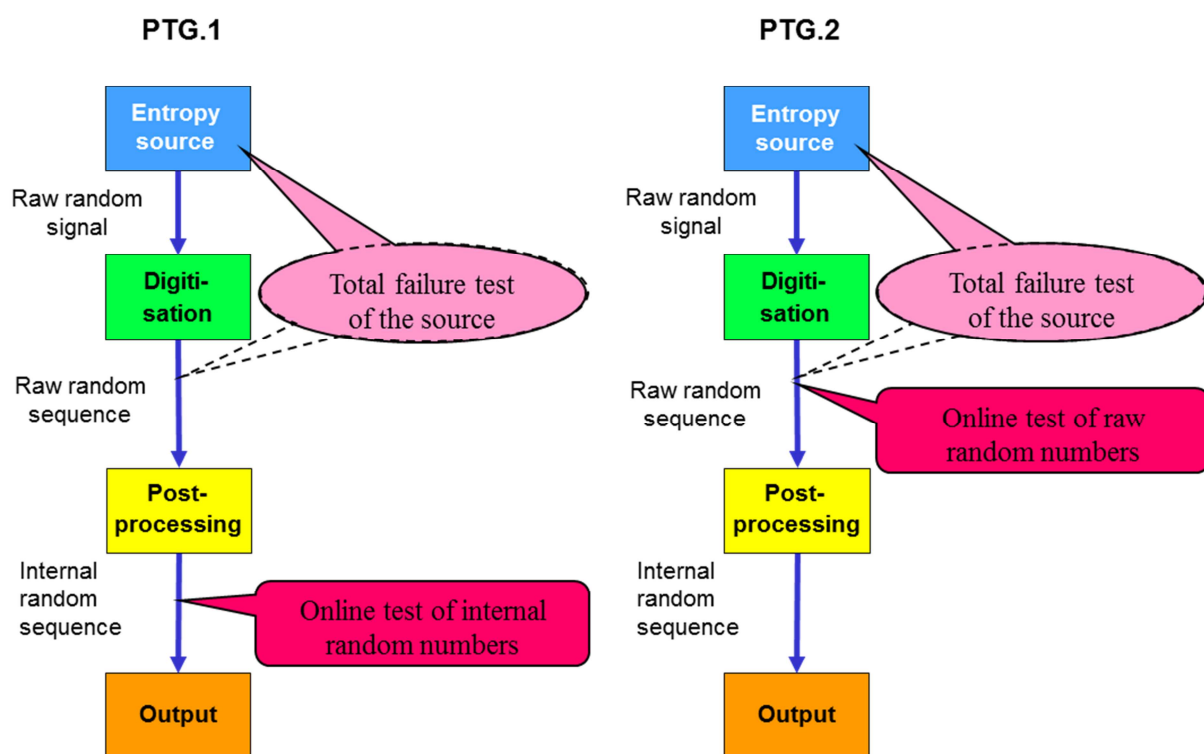 PTG.1
Entropy
source
Raw random
signal
Digiti-
sation
Total failure test
of the source
Raw random
sequence
Post-
processing
Internal
random
sequence
Online test of internal
random numbers
Output
PTG.2
Entropy
source
Raw random
signal
Digiti-
sation
Total failure test
of the source
Raw random
sequence
Online test of raw
random numbers
Post-
processing
Internal
random
sequence
Output